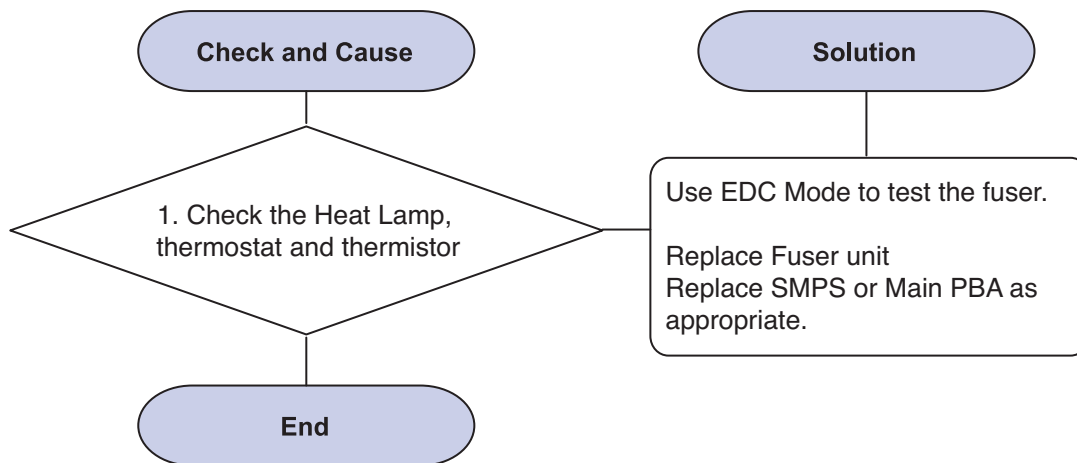 Check and Cause
Solution
1. Check the Heat Lamp,
thermostat and thermistor
Use EDC Mode to test the fuser.
Replace Fuser unit
Replace SMPS or Main PBA as
appropriate.
End